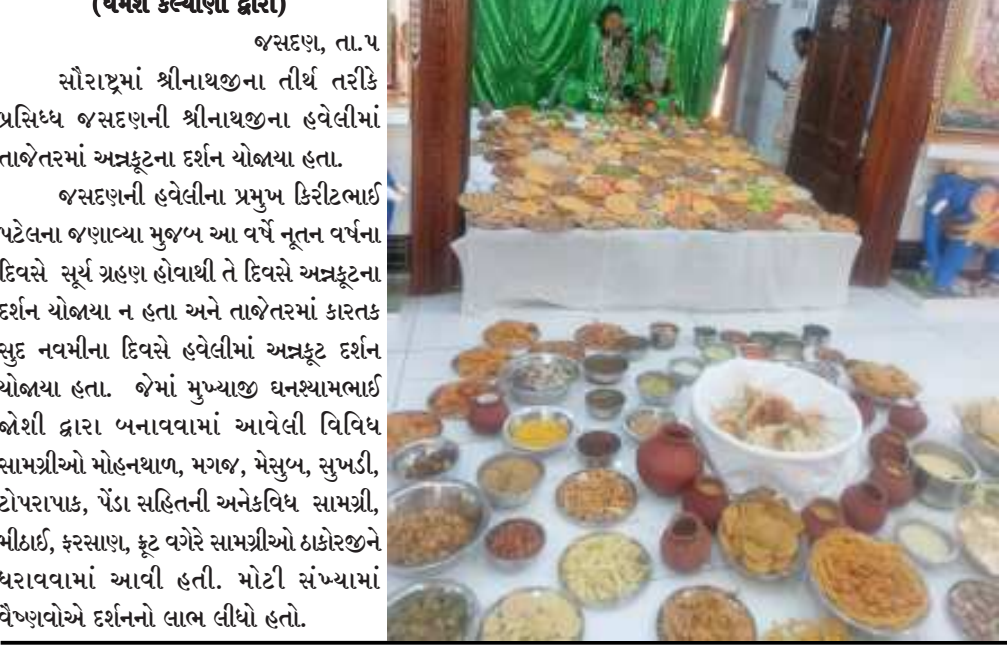 (ધર્મેશ કલ્યાણી દ્વારા)
જસદણ, તા.૫
સૌરાષ્ટ્રમાં શ્રીનાથજીના તીર્થ તરીકે
પ્રસિધ્ધ જસદણની શ્રીનાથજીના હવેલીમાં
તાજેતરમાં અન્નકૂટના દર્શન યોજાયા હતા.
જસદણની હવેલીના પ્રમુખ કિરીટભાઈ
પટેલના જણાવ્યા મુજબ આ વર્ષે નૂતન વર્ષના
દિવસે સૂર્ય ગ્રહણ હોવાથી તે દિવસે અન્નકૂટના
દર્શન યોજાયા ન હતા અને તાજેતરમાં કારતક
સુદ નવમીના દિવસે હવેલીમાં અન્નકૂટ દર્શન
યોજાયા હતા. જેમાં મુખ્યાજી ઘનશ્યામભાઈ
જોશી દ્વારા બનાવવામાં આવેલી વિવિધ
સામગ્રીઓ મોહનથાળ, મગજ, મેસુબ, સુખડી,
ટોપરાપાક, પેંડા સહિતની અનેકવિધ સામગ્રી,
મીઠાઈ, ફરસાણ, ફ્રૂટ વગેરે સામગ્રીઓ ઠાકોરજીને
ધરાવવામાં આવી હતી. મોટી સંખ્યામાં
વૈષ્ણવોએ દર્શનનો લાભ લીધો હતો.